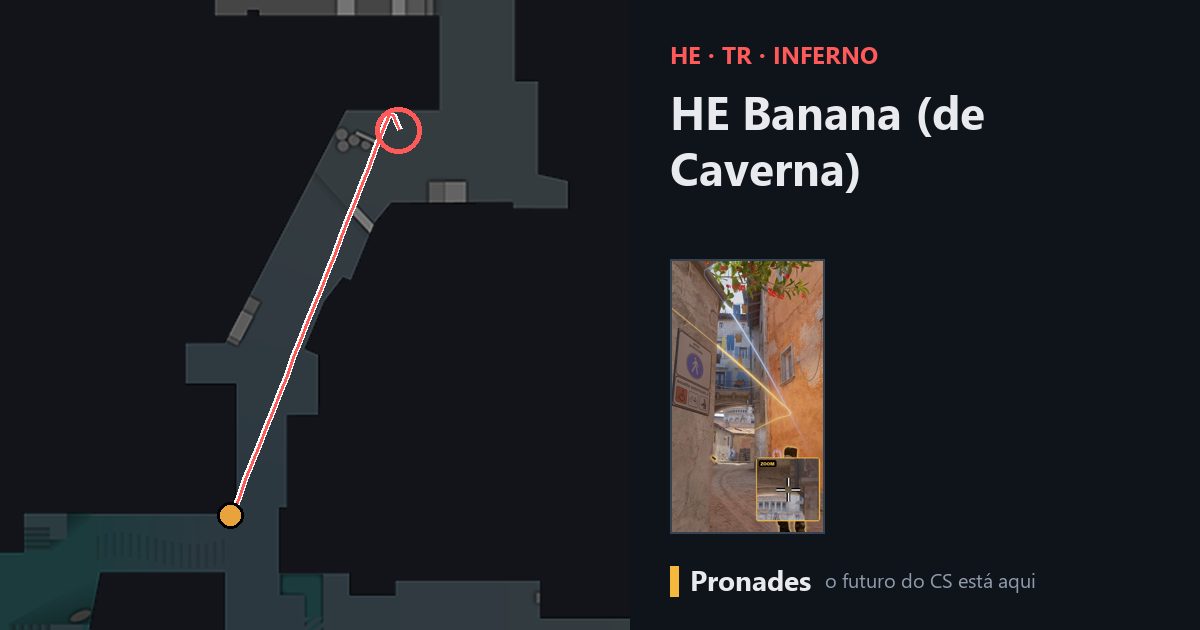 HE · TR · INFERNO
HE Banana (de
Caverna)
ZOOM
Pronades
o futuro do CS está aqui